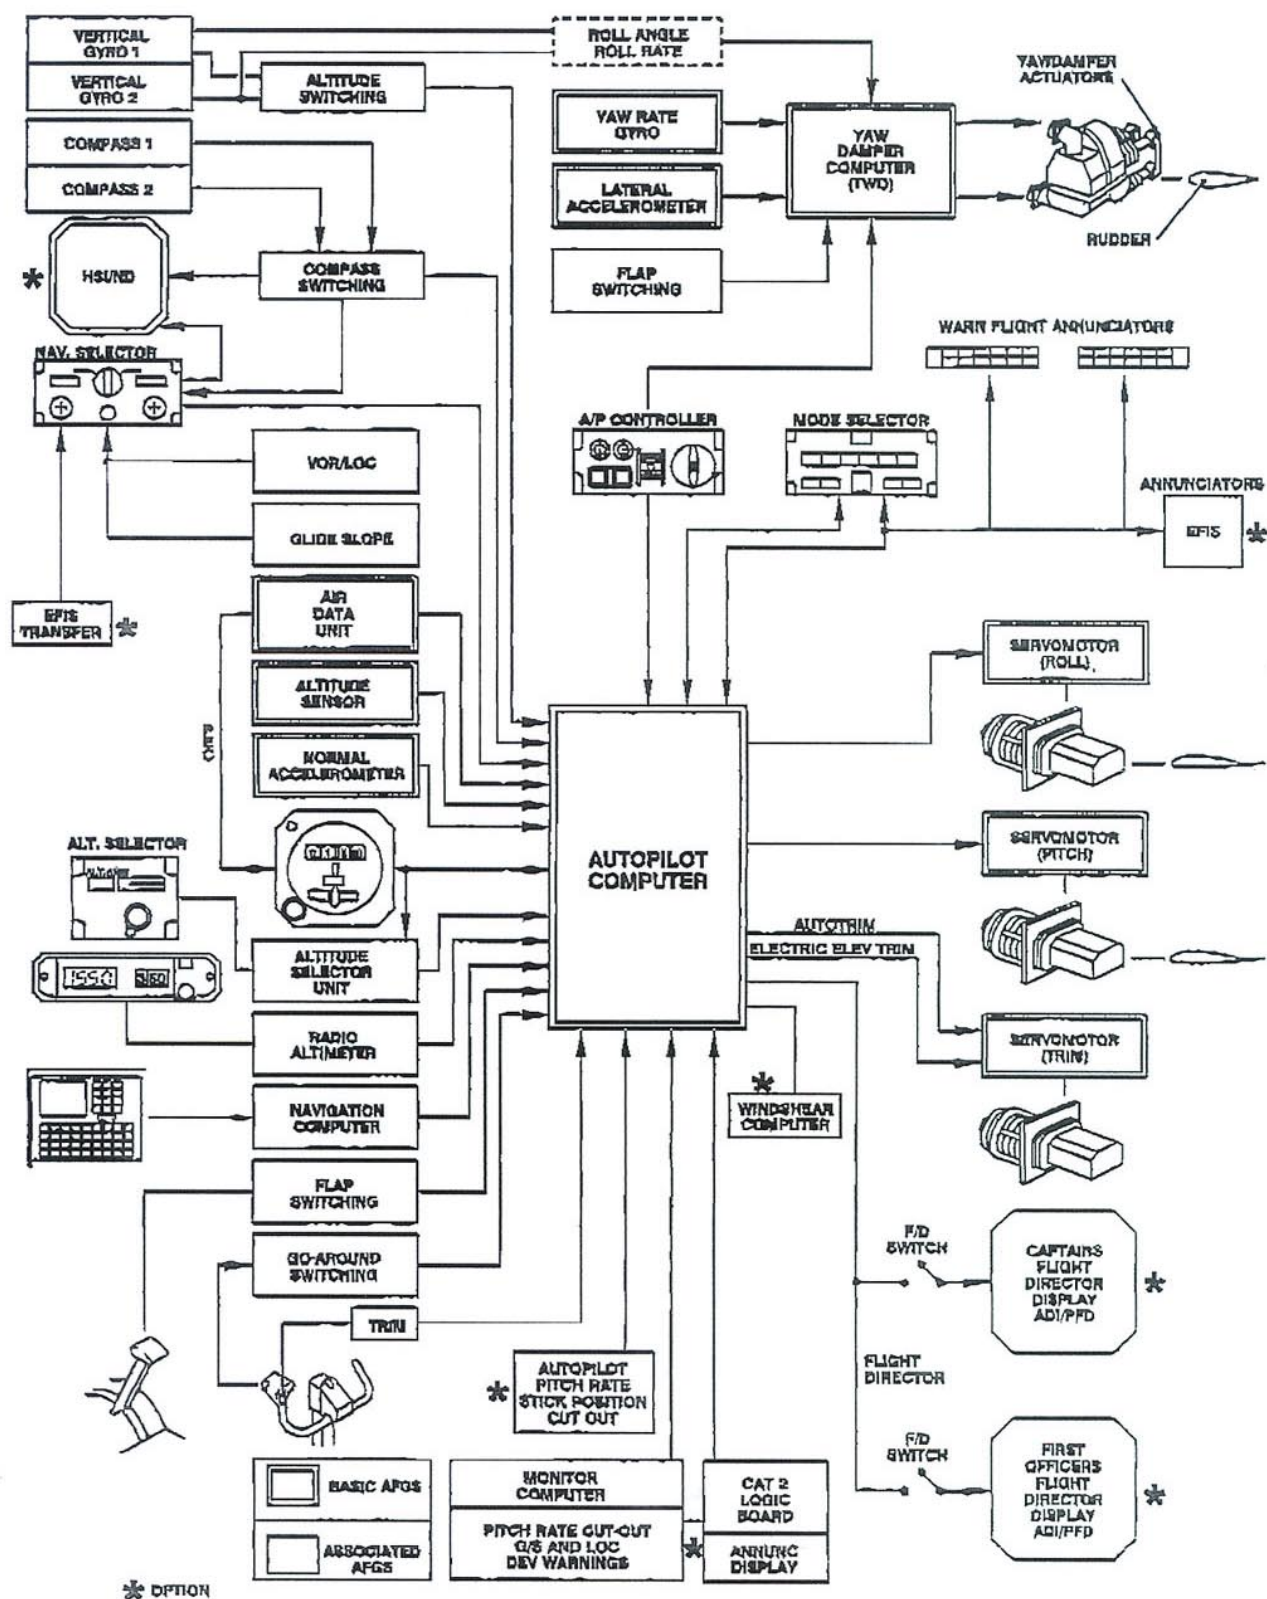 VERTICAL
GYRO 1
VERTICAL
GYRO 2
ALTITUDE
SWITCHING
ROLL ANGLE
ROLL RATE
YAW RATE
GYRO
YAW
DAMPER
COMPUTER
(TWD)
YAWDAMPER
ACTUATORS
RUDDER
COMPASS 1
COMPASS 2
LATERAL
ACCELEROMETER
* HSI/ND
COMPASS
SWITCHING
FLAP
SWITCHING
WARN FLIGHT ANNUNCIATORS
NAV. SELECTOR
A/P CONTROLLER
MODE SELECTOR
VOR/LOC
ANNUNCIATORS
EFIS *
GLIDE SLOPE
EFIS
TRANSFER *
AIR
DATA
UNIT
ALTITUDE
SENSOR
NORMAL
ACCELEROMETER
SERVOMOTOR
(ROLL)
SERVOMOTOR
(PITCH)
ALT. SELECTOR
AUTOPILOT
COMPUTER
AUTOTRIM
ELECTRIC ELEV TRIM
ALTITUDE
SELECTOR
UNIT
1550
RADIO
ALTIMETER
SERVOMOTOR
(TRIM)
NAVIGATION
COMPUTER
*
WINDSHEAR
COMPUTER
FLAP
SWITCHING
GO-AROUND
SWITCHING
TRIM
F/D
SWITCH
CAPTAINS
FLIGHT
DIRECTOR
DISPLAY
ADI/PFD
*
* AUTOPILOT
PITCH RATE
STICK POSITION
CUT OUT
FLIGHT
DIRECTOR
F/D
SWITCH
FIRST
OFFICERS
FLIGHT
DIRECTOR
DISPLAY
ADI/PFD
*
BASIC AFGS
ASSOCIATED
AFGS
MONITOR
COMPUTER
PITCH RATE CUT-OUT
G/S AND LOC
DEV WARNINGS
*
CAT 2
LOGIC
BOARD
ANNUNC
DISPLAY
* OPTION